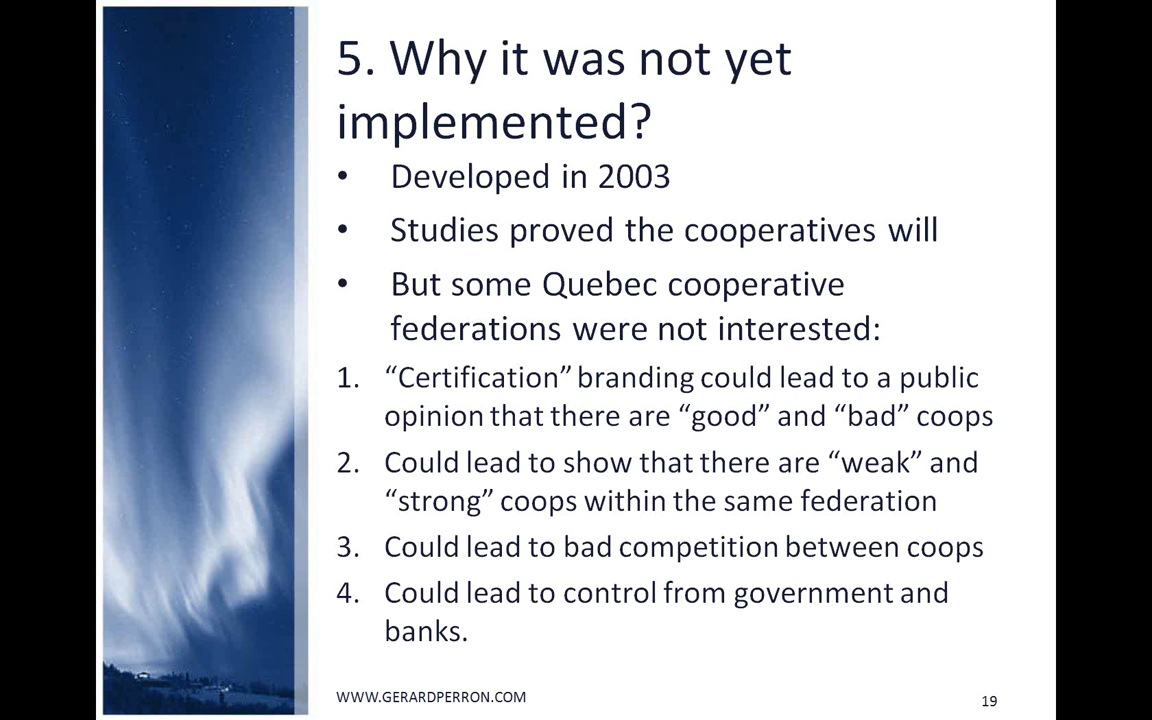 5. Why it was not yet
implemented?
• Developed in 2003
• Studies proved the cooperatives will
• But some Quebec cooperative
federations were not interested:
1. “Certification” branding could lead to a public
opinion that there are “good” and “bad” coops
2. Could lead to show that there are “weak” and
“strong” coops within the same federation
3. Could lead to bad competition between coops
4. Could lead to control from government and
banks.
WWW.GERARDPERRON.COM
19